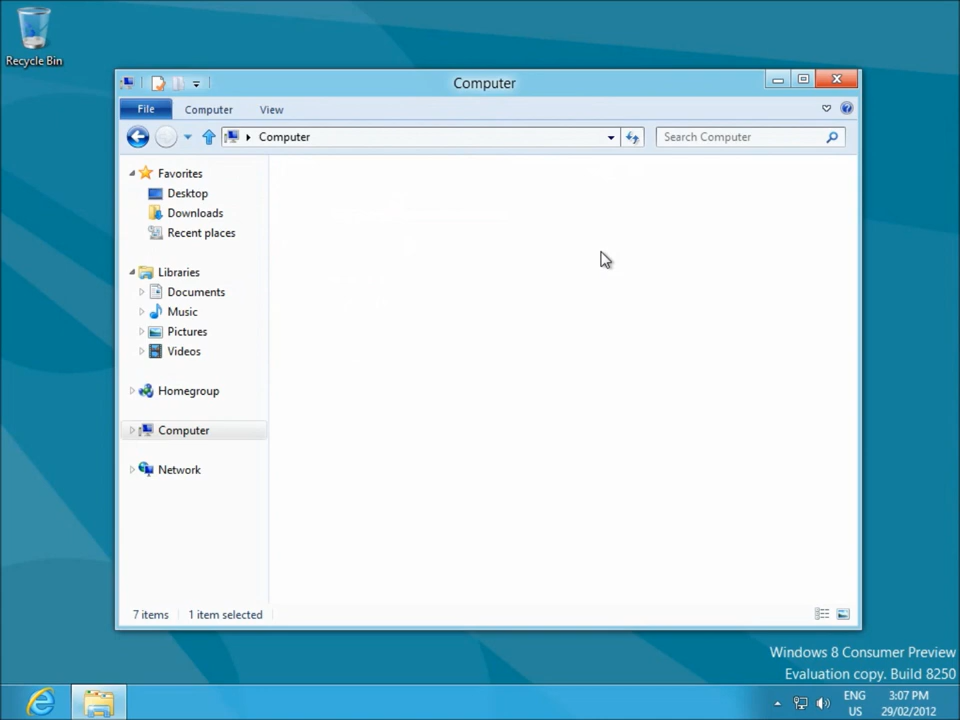 Recycle Bin
Computer
File Computer View
Computer
Search Computer
Favorites
Desktop
Downloads
Recent places
Libraries
Documents
Music
Pictures
Videos
Homegroup
Computer
Network
7 items 1 item selected
Windows 8 Consumer Preview
Evaluation copy. Build 8250
ENG
US
3:07 PM
29/02/2012